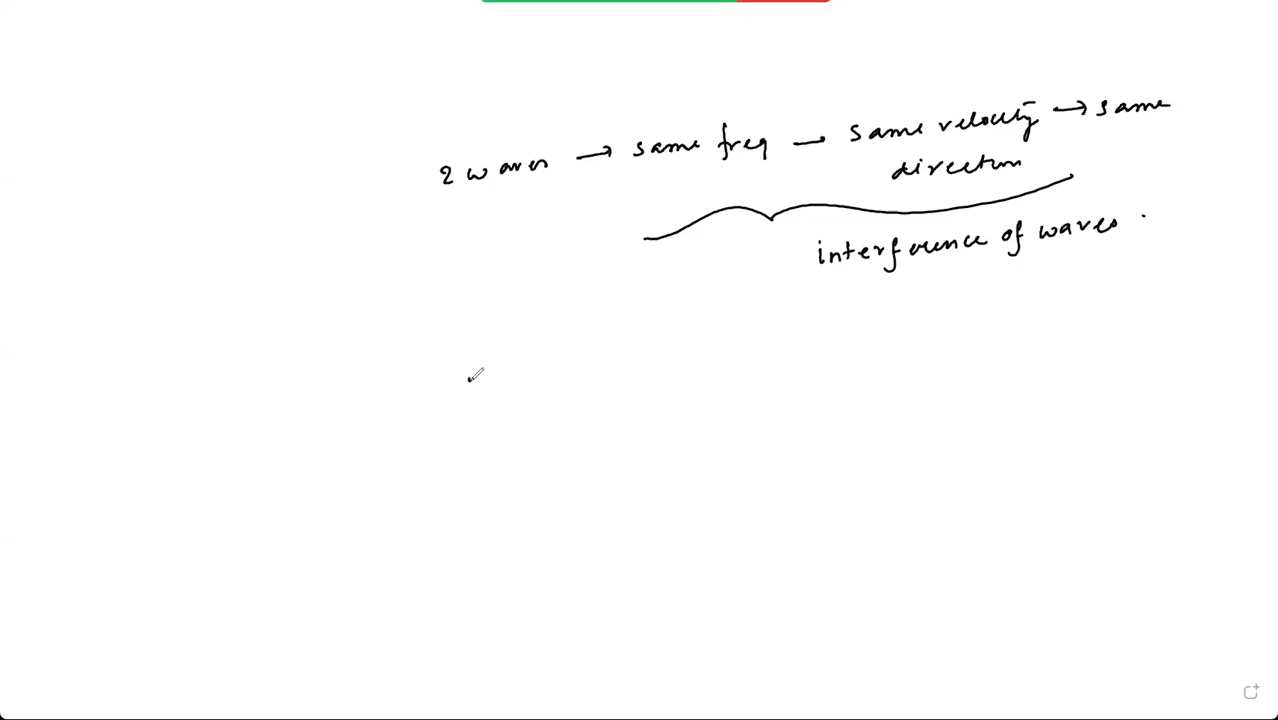 2 waves → same freq → same velocity → same
direction
interference of waves.